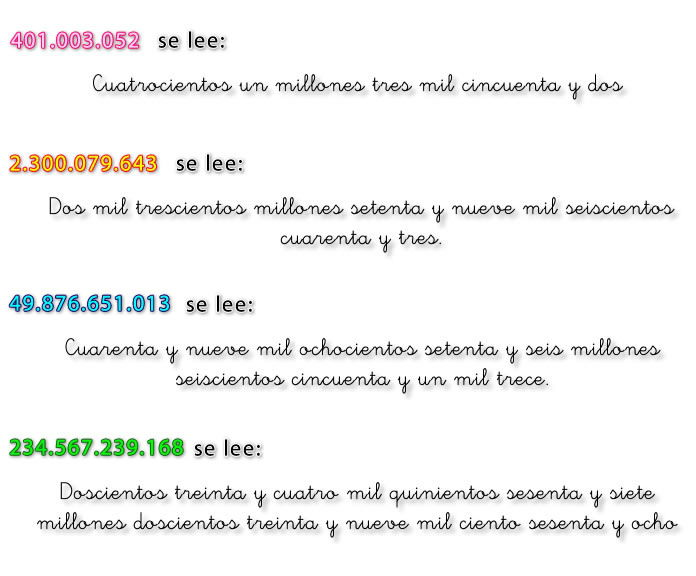 401.003.052 se lee:
Cuatrocientos un millones tres mil cincuenta y dos
2.300.079.643 se lee:
Dos mil trescientos millones setenta y nueve mil seiscientos
cuarenta y tres.
49.876.651.013 se lee:
Cuarenta y nueve mil ochocientos setenta y seis millones
seiscientos cincuenta y un mil trece.
234.567.239.168 se lee:
Doscientos treinta y cuatro mil quinientos sesenta y siete
millones doscientos treinta y nueve mil ciento sesenta y ocho